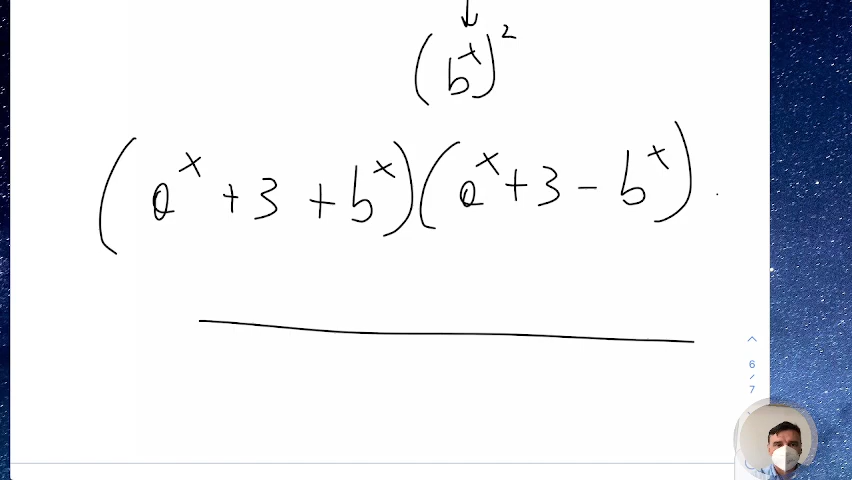 (b^x)^2
(a^x + 3 + b^x)(a^x + 3 - b^x)
6
/
7